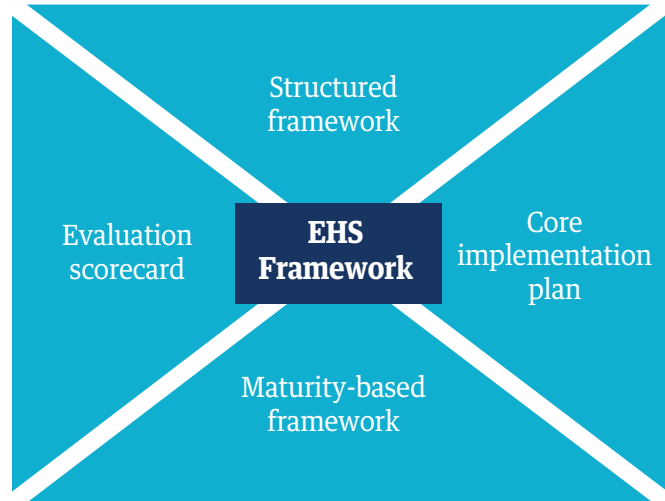 Structured
framework
Evaluation
scorecard
EHS
Framework
Core
implementation
plan
Maturity-based
framework